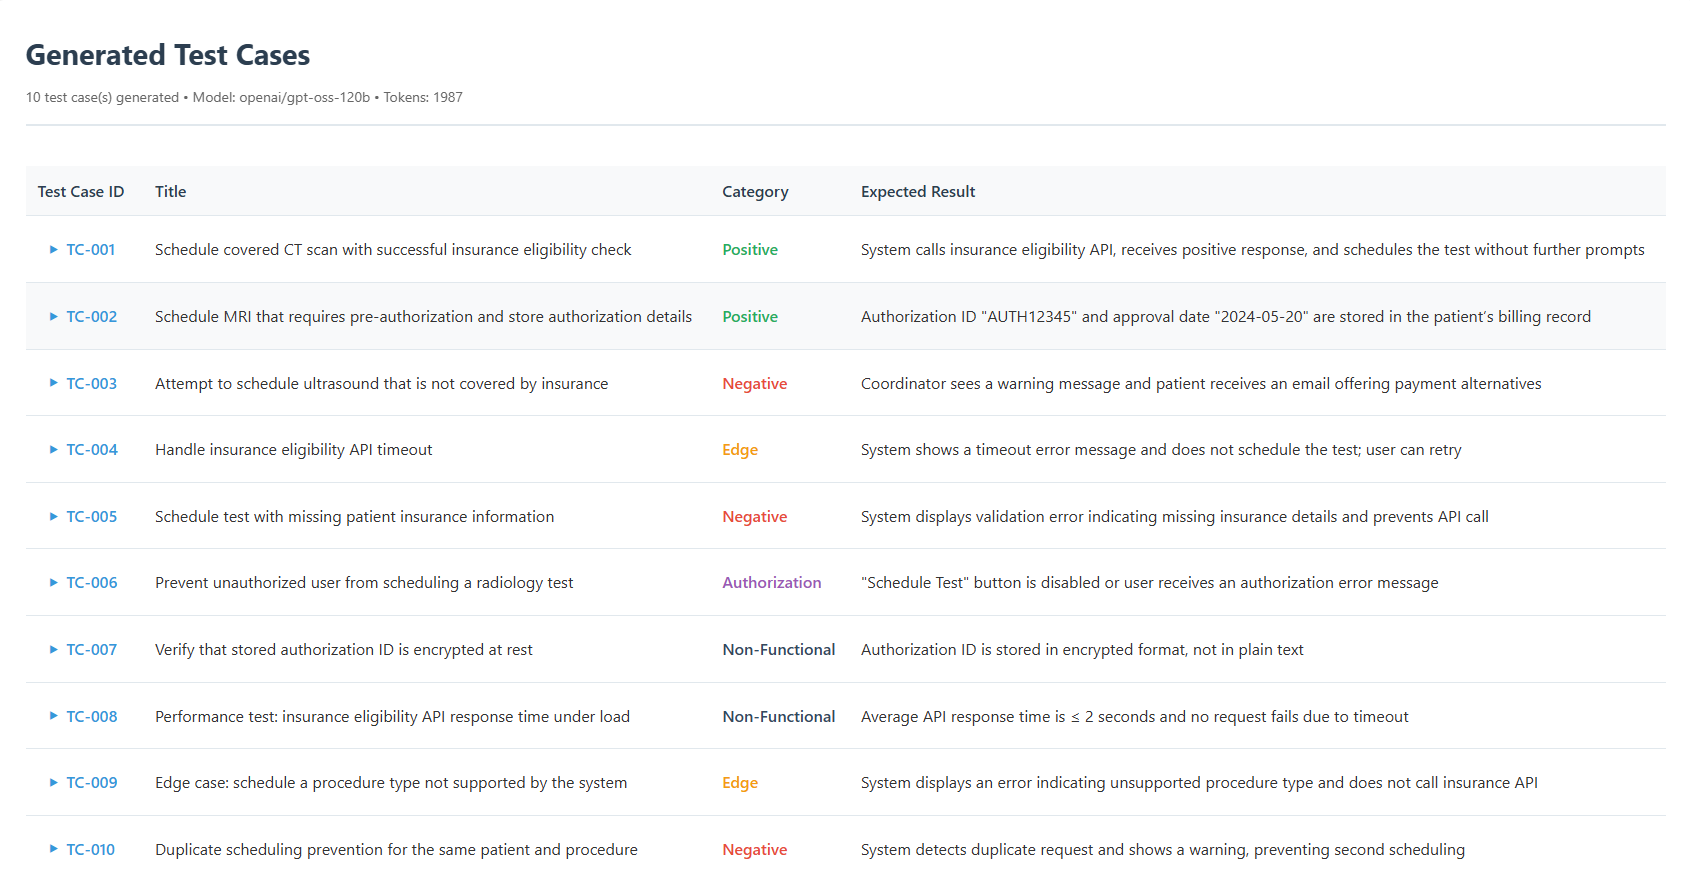 Generated Test Cases
10 test case(s) generated • Model: openai/gpt-oss-120b • Tokens: 1987
Test Case ID Title Category Expected Result
▶ TC-001 Schedule covered CT scan with successful insurance eligibility check Positive System calls insurance eligibility API, receives positive response, and schedules the test without further prompts
▶ TC-002 Schedule MRI that requires pre-authorization and store authorization details Positive Authorization ID "AUTH12345" and approval date "2024-05-20" are stored in the patient's billing record
▶ TC-003 Attempt to schedule ultrasound that is not covered by insurance Negative Coordinator sees a warning message and patient receives an email offering payment alternatives
▶ TC-004 Handle insurance eligibility API timeout Edge System shows a timeout error message and does not schedule the test; user can retry
▶ TC-005 Schedule test with missing patient insurance information Negative System displays validation error indicating missing insurance details and prevents API call
▶ TC-006 Prevent unauthorized user from scheduling a radiology test Authorization "Schedule Test" button is disabled or user receives an authorization error message
▶ TC-007 Verify that stored authorization ID is encrypted at rest Non-Functional Authorization ID is stored in encrypted format, not in plain text
▶ TC-008 Performance test: insurance eligibility API response time under load Non-Functional Average API response time is ≤ 2 seconds and no request fails due to timeout
▶ TC-009 Edge case: schedule a procedure type not supported by the system Edge System displays an error indicating unsupported procedure type and does not call insurance API
▶ TC-010 Duplicate scheduling prevention for the same patient and procedure Negative System detects duplicate request and shows a warning, preventing second scheduling